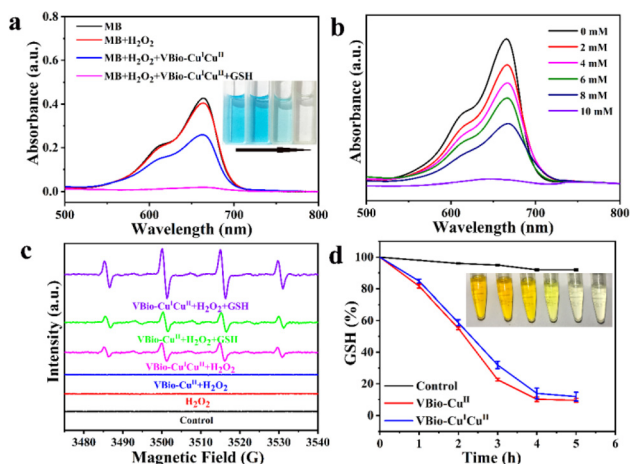 a
MB
MB+H₂O₂
MB+H₂O₂+VBio-CuᴵCuᴵᴵ
MB+H₂O₂+VBio-CuᴵCuᴵᴵ+GSH
0.8
0.6
0.4
0.2
0.0
Absorbance (a.u.)
500
600
700
800
Wavelength (nm)
b
0 mM
2 mM
4 mM
6 mM
8 mM
10 mM
Absorbance (a.u.)
500
600
700
800
Wavelength (nm)
c
VBio-CuᴵCuᴵᴵ+H₂O₂+GSH
VBio-Cuᴵᴵ+H₂O₂+GSH
VBio-CuᴵCuᴵᴵ+H₂O₂
VBio-Cuᴵᴵ+H₂O₂
H₂O₂
Control
Intensity (a.u.)
3480
3490
3500
3510
3520
3530
3540
Magnetic Field (G)
d
100
80
60
40
20
0
GSH (%)
Control
VBio-Cuᴵᴵ
VBio-CuᴵCuᴵᴵ
0
1
2
3
4
5
6
Time (h)